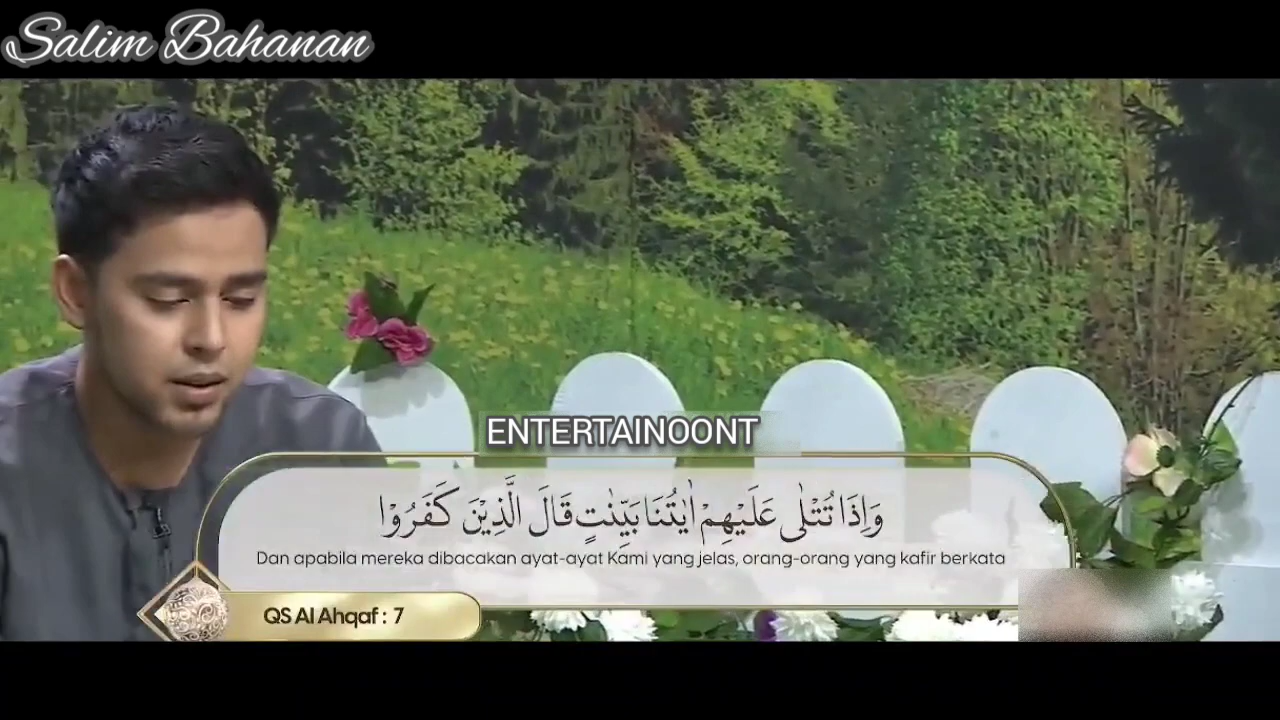 Salim Bahanan
ENTERTAINOONT
وَاِذَا تُتْلٰى عَلَيْهِمْ اٰيٰتُنَا بَيِّنٰتٍ قَالَ الَّذِيْنَ كَفَرُوْا
Dan apabila mereka dibacakan ayat-ayat Kami yang jelas, orang-orang yang kafir berkata
QS Al Ahqaf : 7